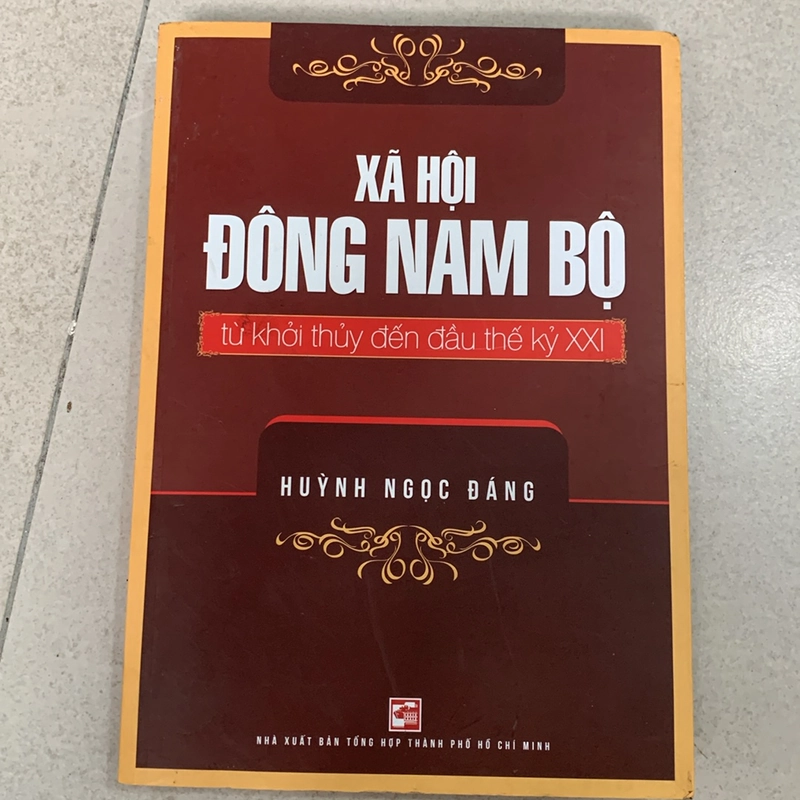 XÃ HỘI
ĐÔNG NAM BỘ
từ khởi thủy đến đầu thế kỷ XXI
HUỲNH NGỌC ĐÁNG
NHÀ XUẤT BẢN TỔNG HỢP THÀNH PHỐ HỒ CHÍ MINH